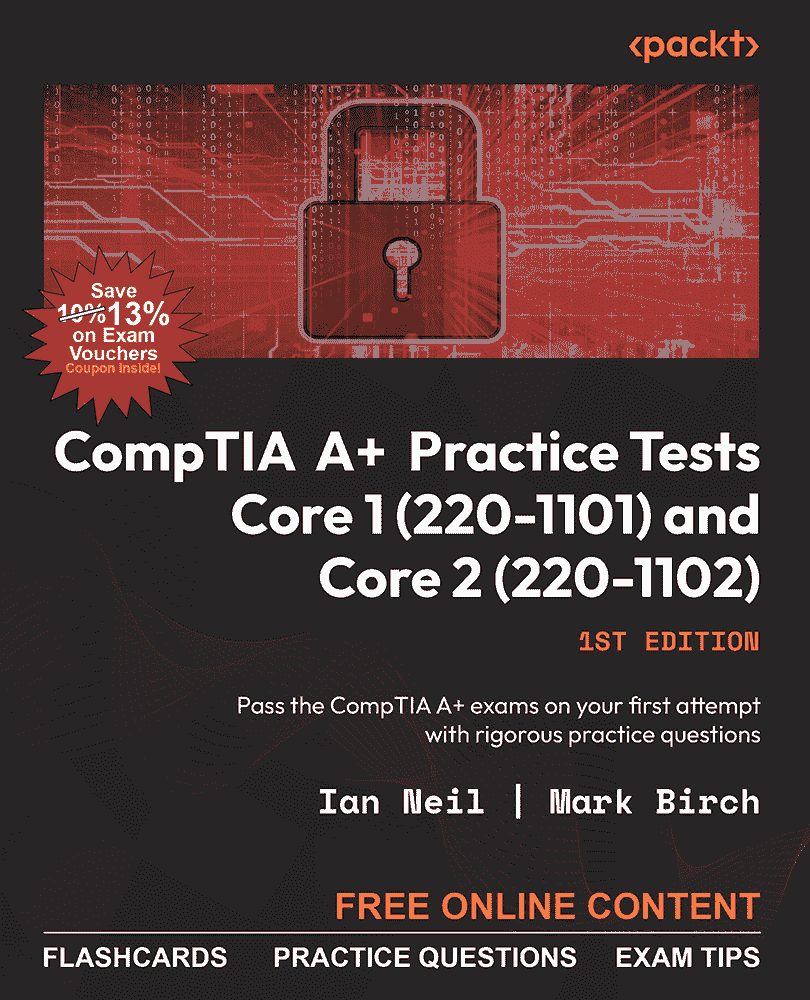 <packt>
Save
10% 13%
on Exam
Vouchers
Coupon Inside!
CompTIA A+ Practice Tests
Core 1 (220-1101) and
Core 2 (220-1102)
1ST EDITION
Pass the CompTIA A+ exams on your first attempt
with rigorous practice questions
Ian Neil | Mark Birch
FREE ONLINE CONTENT
FLASHCARDS PRACTICE QUESTIONS EXAM TIPS